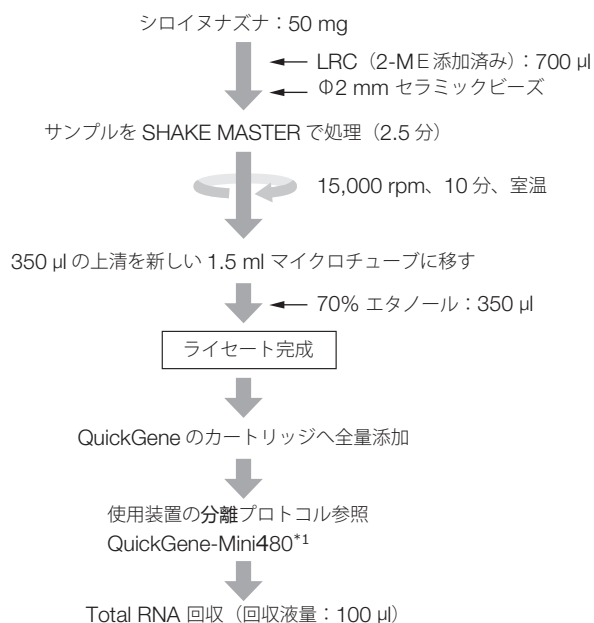 シロイヌナズナ：50 mg
LRC（2-ＭＥ添加済み）：700 µl
Φ2 mm セラミックビーズ
サンプルを SHAKE MASTER で処理（2.5 分）
15,000 rpm、10 分、室温
350 µl の上清を新しい 1.5 ml マイクロチューブに移す
70% エタノール：350 µl
ライセート完成
QuickGene のカートリッジへ全量添加
使用装置の分離プロトコル参照
QuickGene-Mini480*1
Total RNA 回収（回収液量：100 µl）